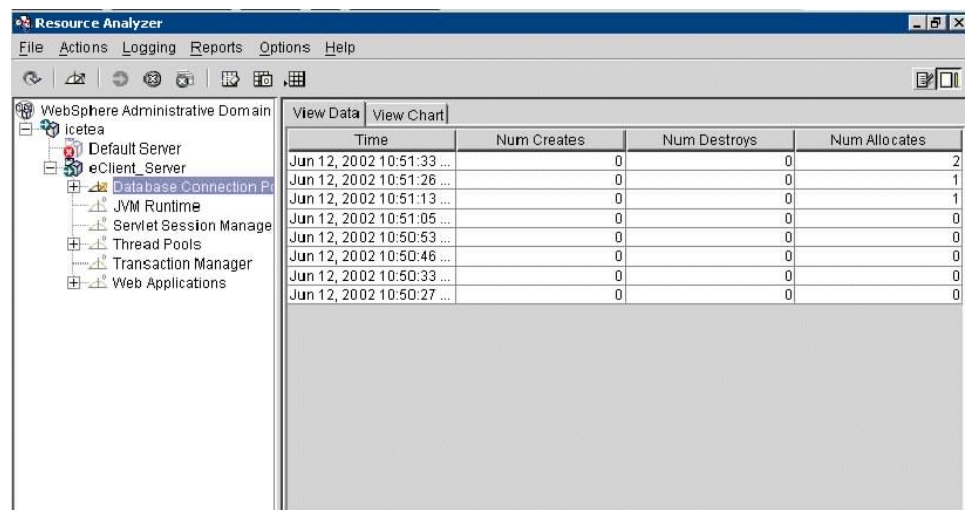 Resource Analyzer
File Actions Logging Reports Options Help
WebSphere Administrative Domain
icetea
Default Server
eClient_Server
Database Connection Po
JVM Runtime
Servlet Session Manage
Thread Pools
Transaction Manager
Web Applications
View Data View Chart
Time Num Creates Num Destroys Num Allocates
Jun 12, 2002 10:51:33 ... 0 0 2
Jun 12, 2002 10:51:26 ... 0 0 1
Jun 12, 2002 10:51:13 ... 0 0 1
Jun 12, 2002 10:51:05 ... 0 0 0
Jun 12, 2002 10:50:53 ... 0 0 0
Jun 12, 2002 10:50:46 ... 0 0 0
Jun 12, 2002 10:50:33 ... 0 0 0
Jun 12, 2002 10:50:27 ... 0 0 0